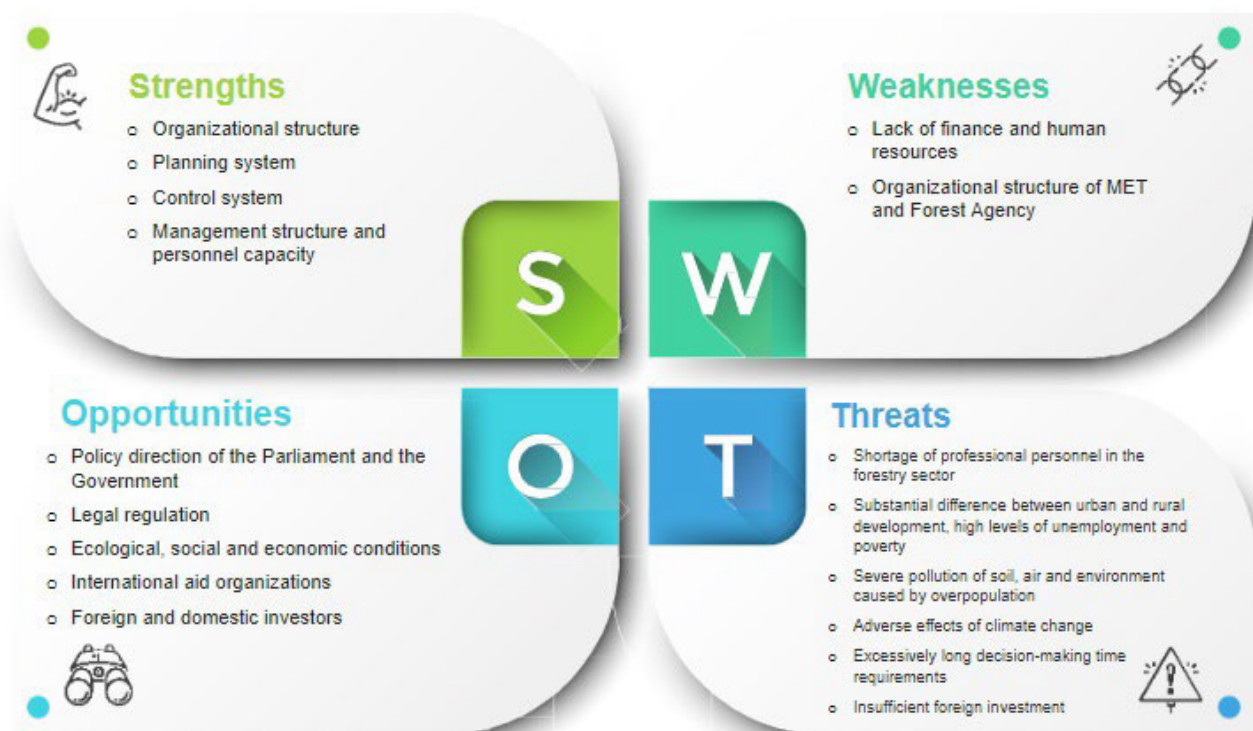 Strengths
o Organizational structure
o Planning system
o Control system
o Management structure and
personnel capacity
Weaknesses
o Lack of finance and human
resources
o Organizational structure of MET
and Forest Agency
S
W
Opportunities
o Policy direction of the Parliament and the
Government
o Legal regulation
o Ecological, social and economic conditions
o International aid organizations
o Foreign and domestic investors
O
T
Threats
o Shortage of professional personnel in the
forestry sector
o Substantial difference between urban and rural
development, high levels of unemployment and
poverty
o Severe pollution of soil, air and environment
caused by overpopulation
o Adverse effects of climate change
o Excessively long decision-making time
requirements
o Insufficient foreign investment